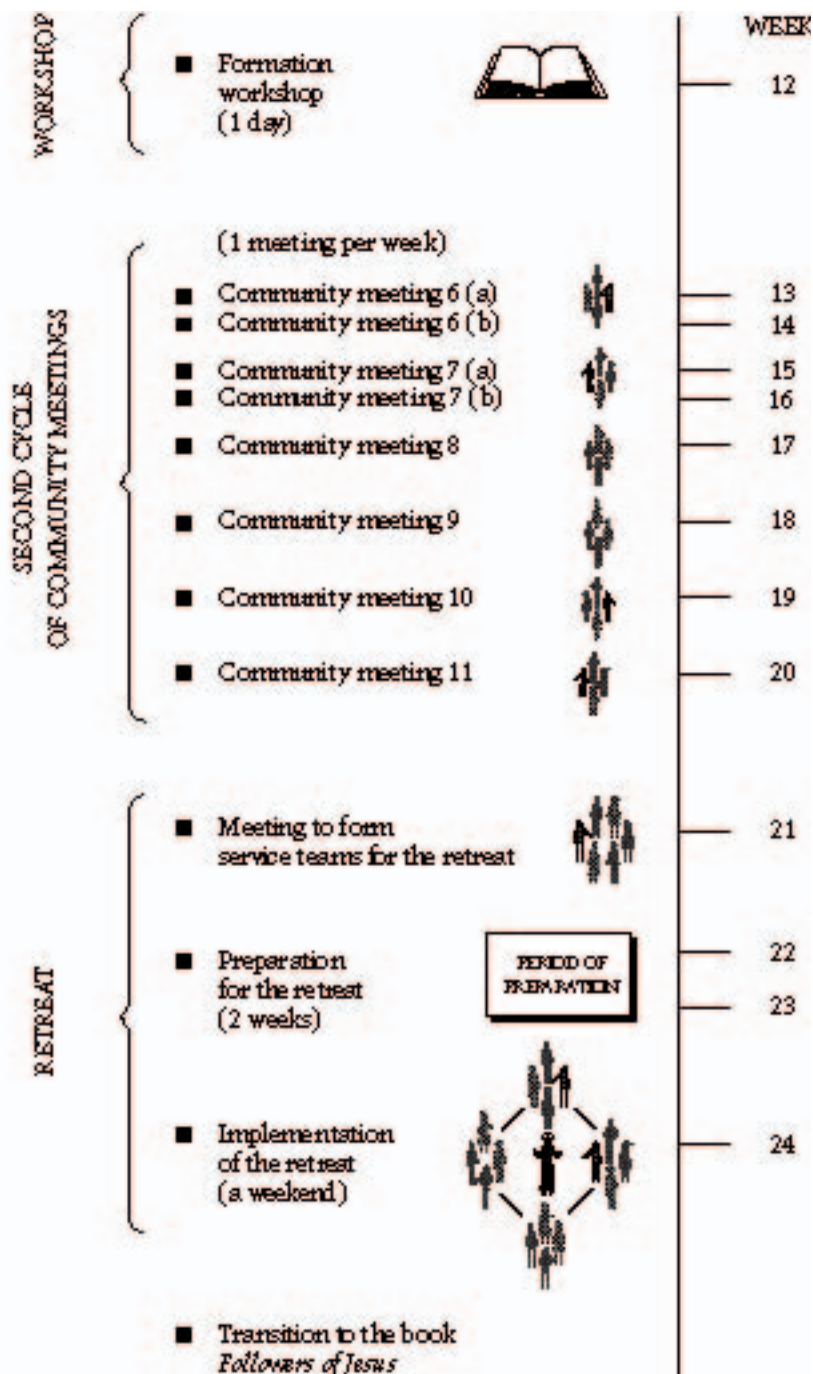 WEEK
WORKSHOP
Formation
workshop
(1 day)
12
SECOND CYCLE
OF COMMUNITY MEETINGS
(1 meeting per week)
Community meeting 6 (a)
13
Community meeting 6 (b)
14
Community meeting 7 (a)
15
Community meeting 7 (b)
16
Community meeting 8
17
Community meeting 9
18
Community meeting 10
19
Community meeting 11
20
RETREAT
Meeting to form
service teams for the retreat
21
Preparation
for the retreat
(2 weeks)
PERIOD OF
PREPARATION
22
23
Implementation
of the retreat
(a weekend)
24
Transition to the book
Followers of Jesus